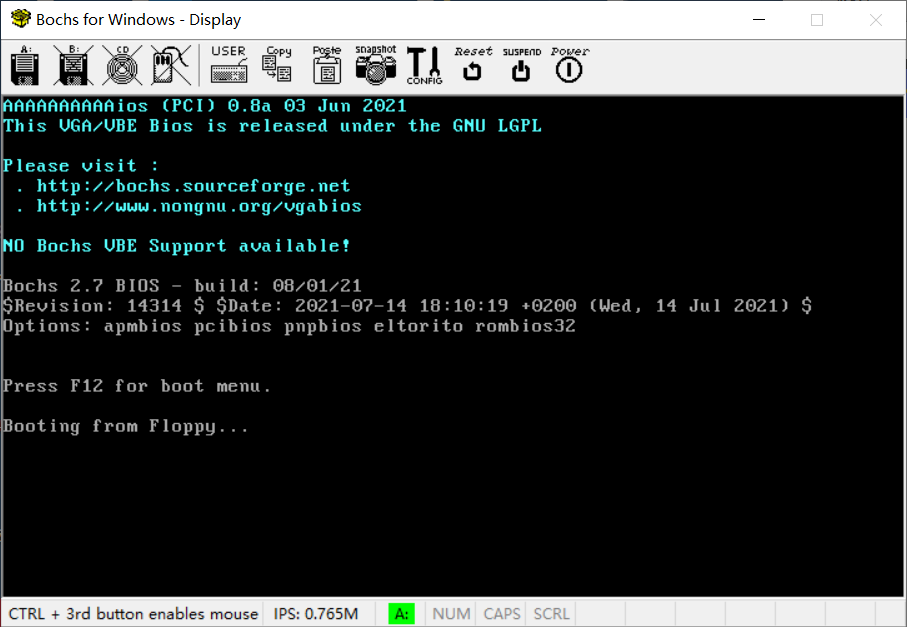 Bochs for Windows - Display
A: B: CD USER Copy Paste snapshot CONFIG Reset SUSPEND Power
AAAAAAAAAAios (PCI) 0.8a 03 Jun 2021
This VGA/VBE Bios is released under the GNU LGPL
Please visit :
. http://bochs.sourceforge.net
. http://www.nongnu.org/vgabios
NO Bochs VBE Support available!
Bochs 2.7 BIOS - build: 08/01/21
$Revision: 14314 $ $Date: 2021-07-14 18:10:19 +0200 (Wed, 14 Jul 2021) $
Options: apmbios pcibios pnpbios eltorito rombios32
Press F12 for boot menu.
Booting from Floppy...
CTRL + 3rd button enables mouse IPS: 0.765M A: NUM CAPS SCRL